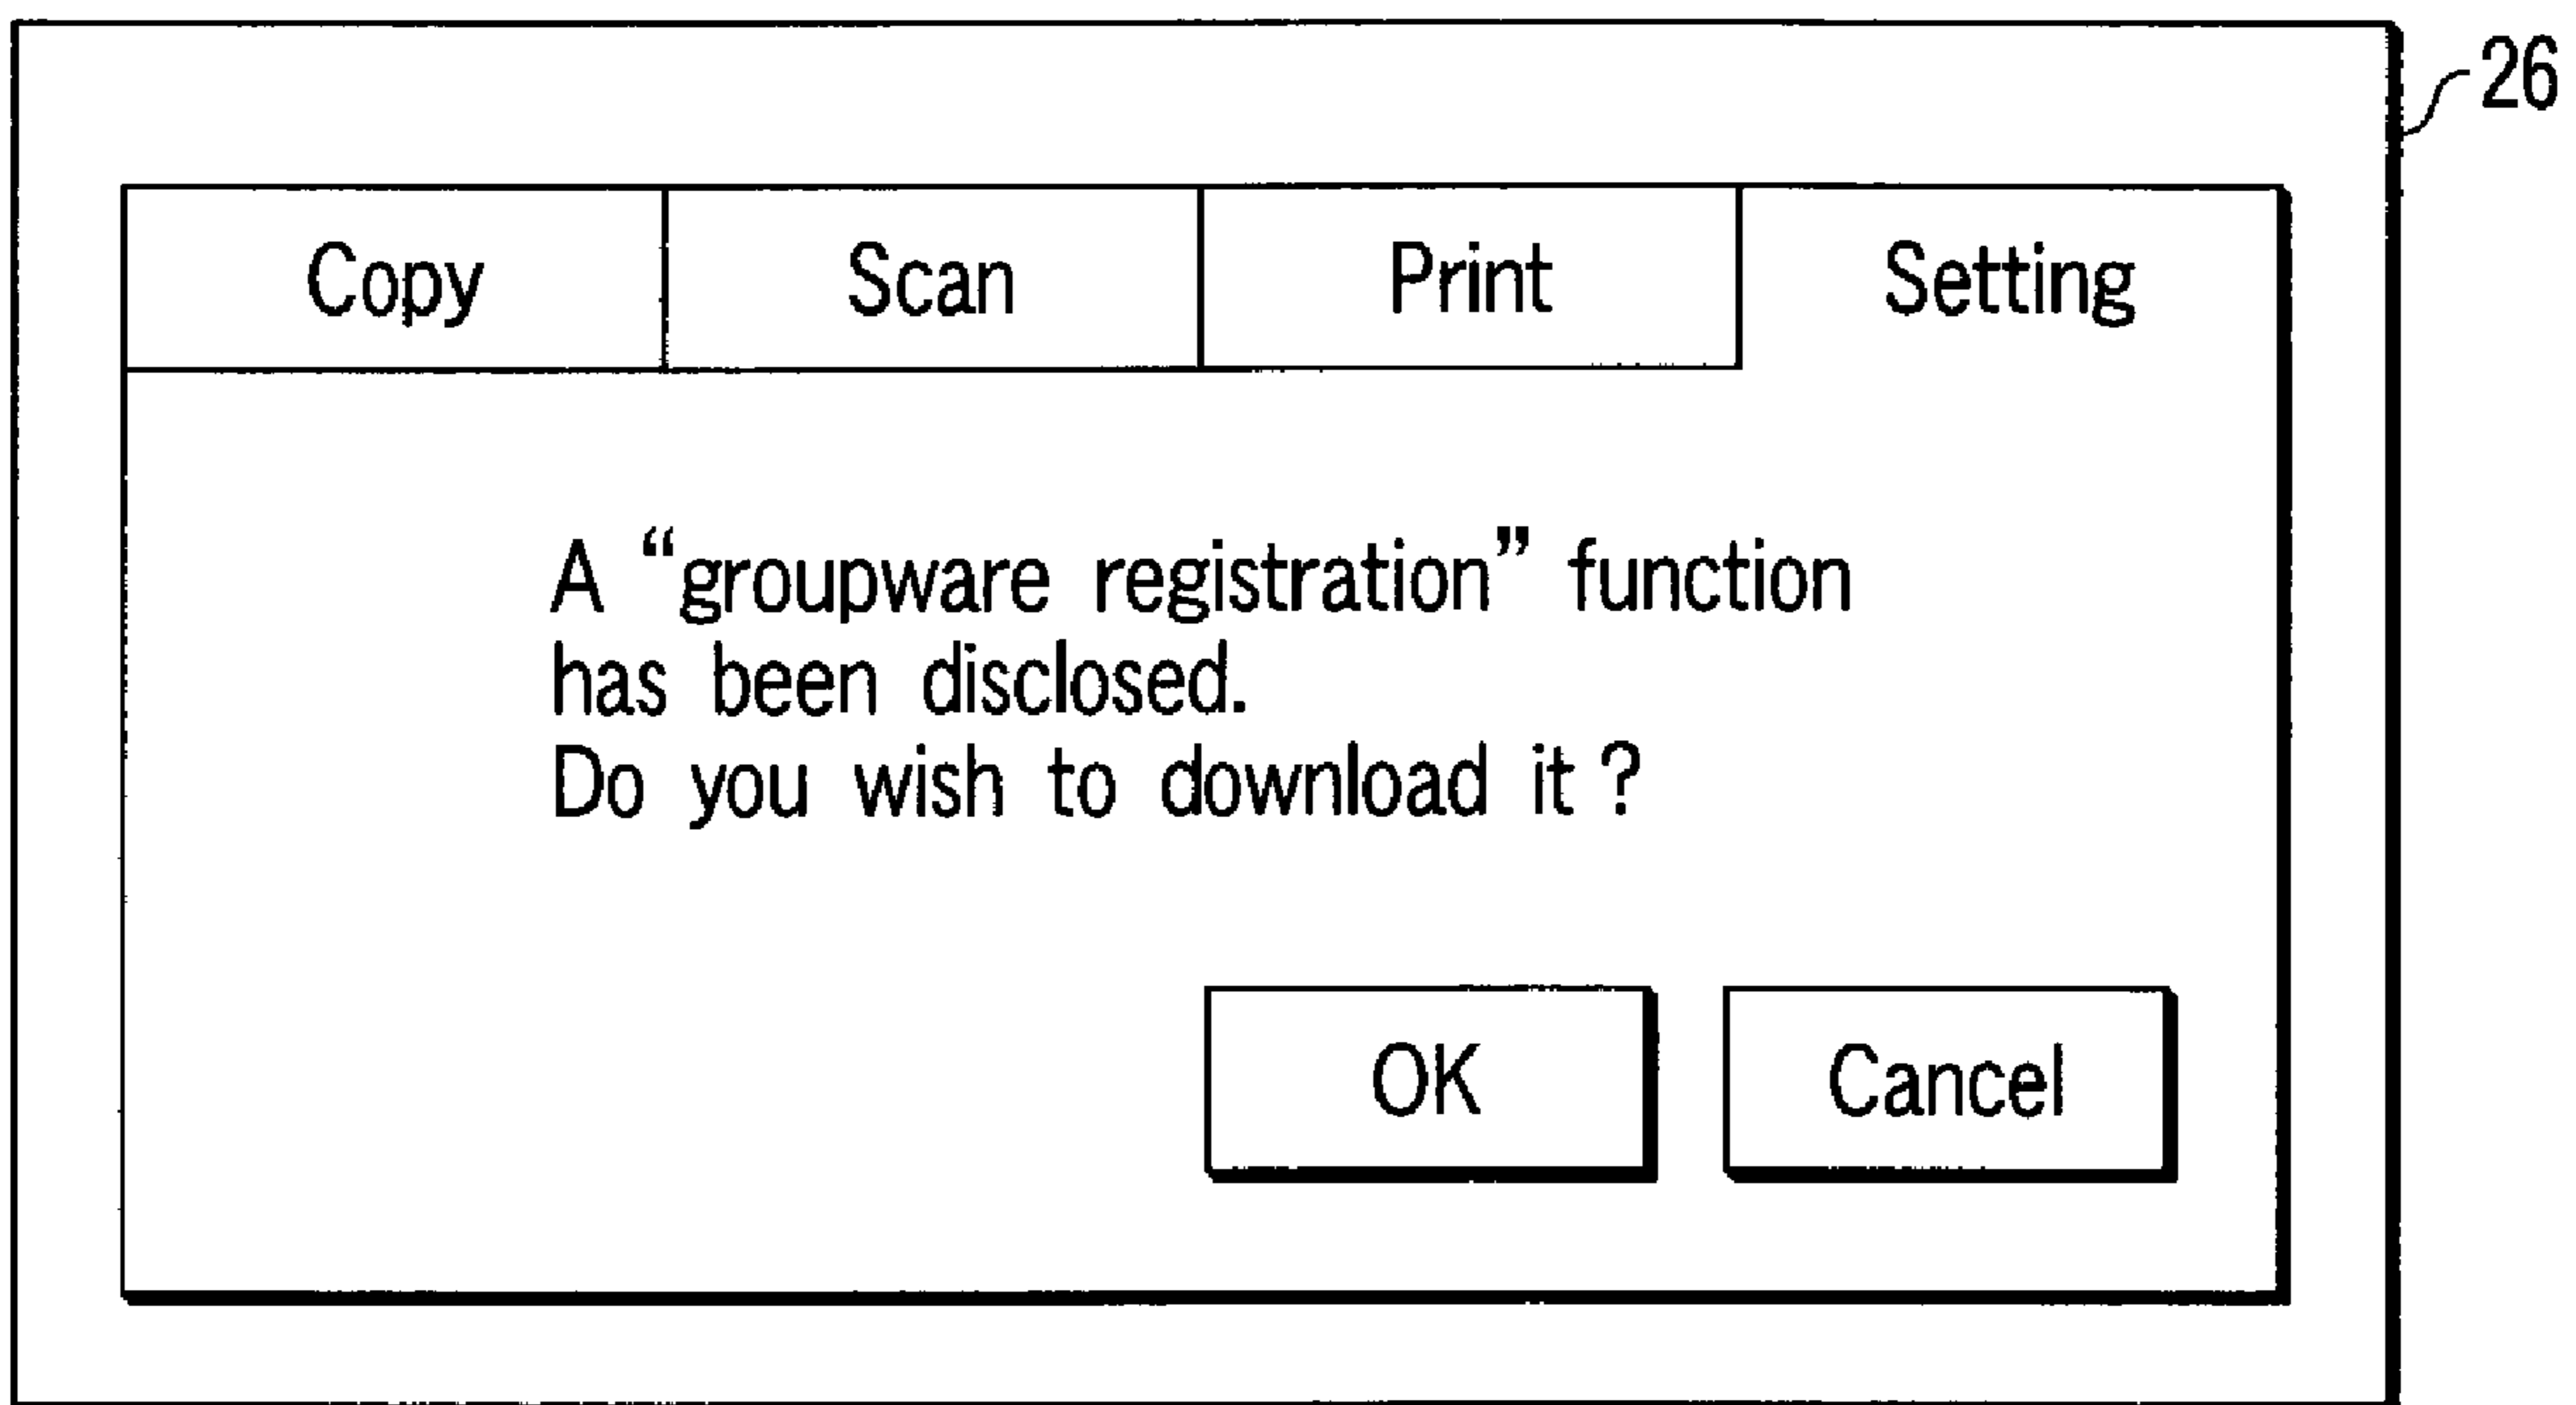 26
Copy Scan Print Setting
A “groupware registration” function
has been disclosed.
Do you wish to download it ?
OK Cancel